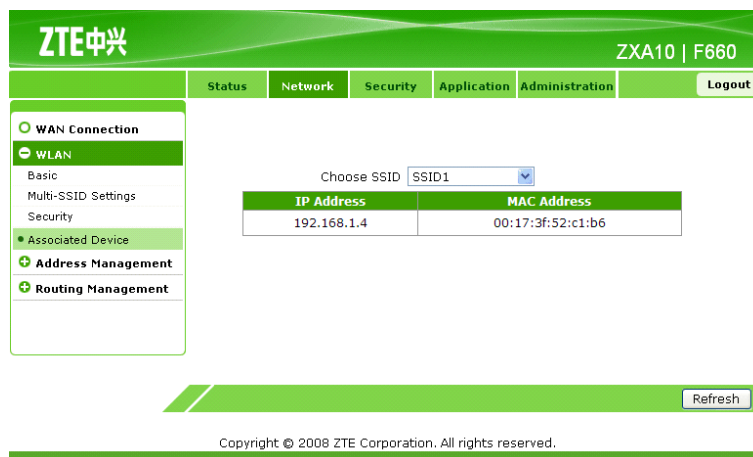 ZTE中兴
ZXA10 | F660
Status Network Security Application Administration Logout
WAN Connection
WLAN
Basic
Multi-SSID Settings
Security
Associated Device
Address Management
Routing Management
Choose SSID SSID1
IP Address MAC Address
192.168.1.4 00:17:3f:52:c1:b6
Refresh
Copyright © 2008 ZTE Corporation. All rights reserved.